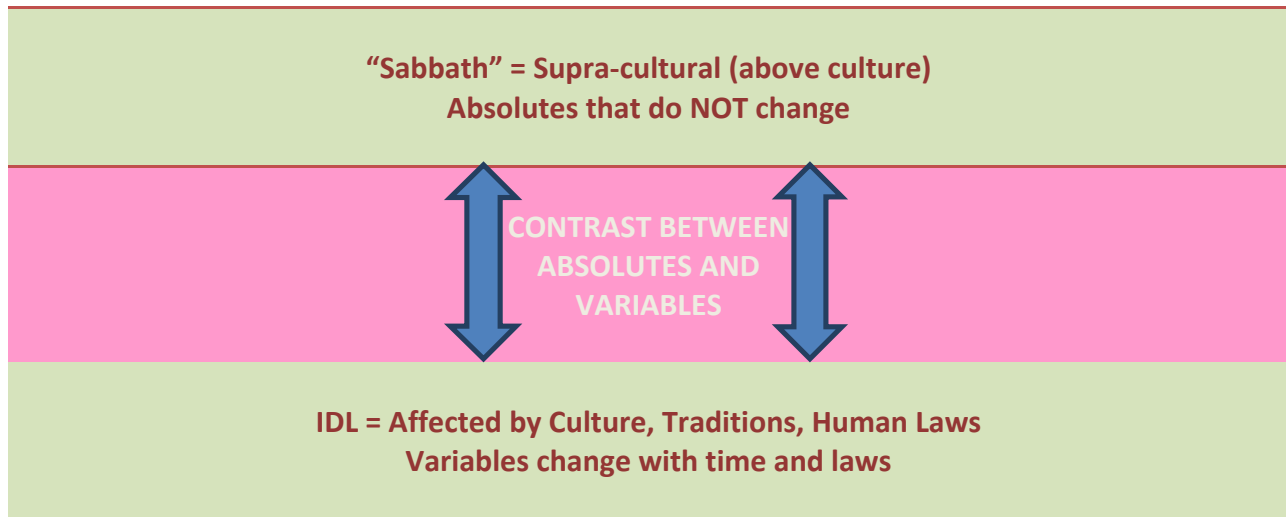 “Sabbath” = Supra-cultural (above culture)
Absolutes that do NOT change
CONTRAST BETWEEN
ABSOLUTES AND
VARIABLES
IDL = Affected by Culture, Traditions, Human Laws
Variables change with time and laws